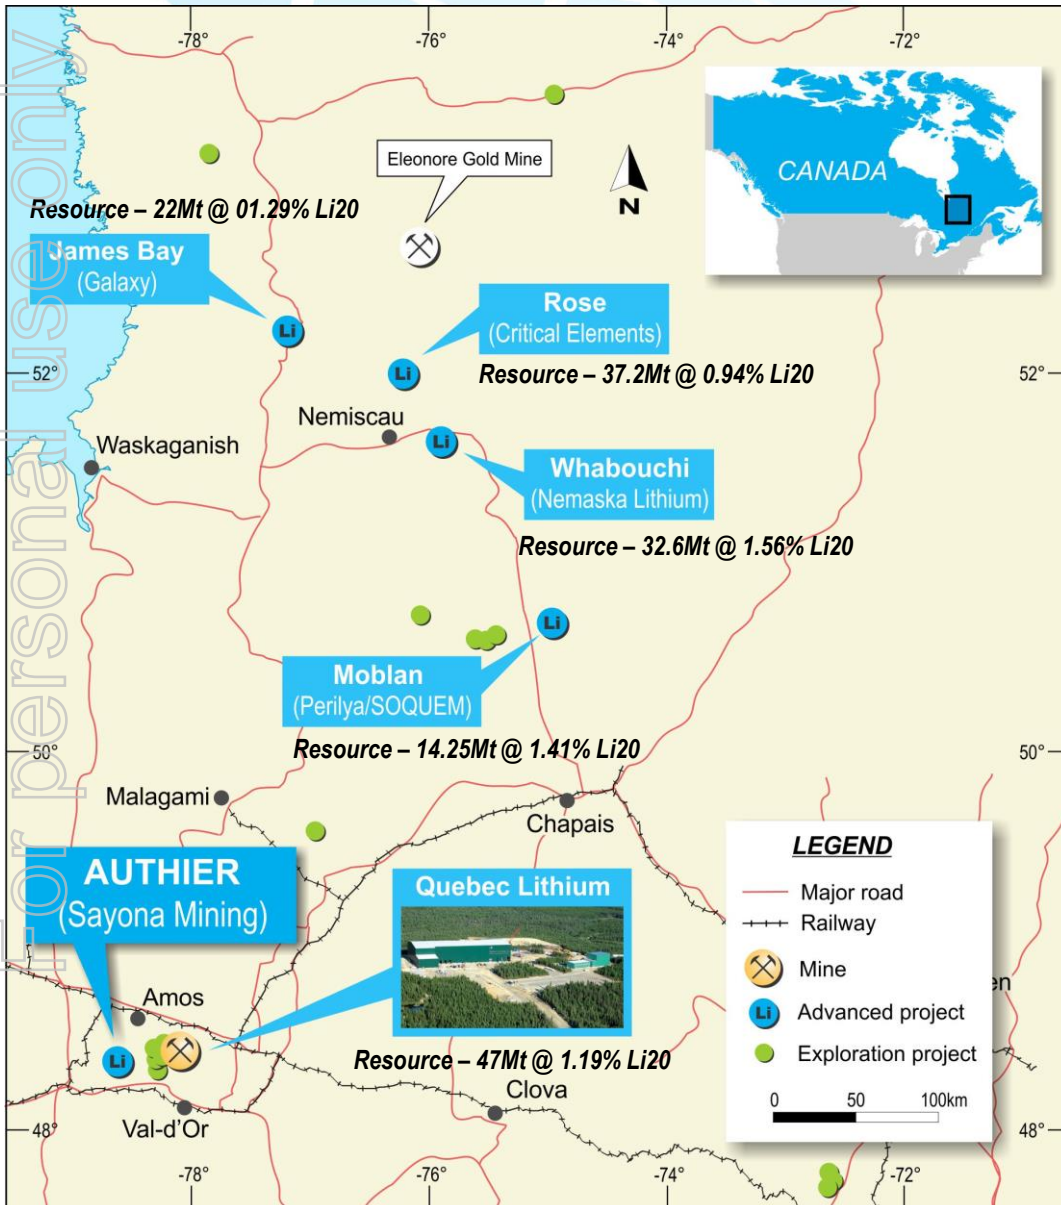 -78°
-76°
-74°
-72°
For personal use only
CANADA
Eleonore Gold Mine
N
Resource – 22Mt @ 01.29% Li20
James Bay
(Galaxy)
Rose
(Critical Elements)
52°
52°
Resource – 37.2Mt @ 0.94% Li20
Nemiscau
Waskaganish
Whabouchi
(Nemaska Lithium)
Resource – 32.6Mt @ 1.56% Li20
Li
Li
Li
Li
Moblan
(Perilya/SOQUEM)
Resource – 14.25Mt @ 1.41% Li20
50°
50°
Malagami
Chapais
AUTHIER
(Sayona Mining)
Quebec Lithium
Amos
Li
Resource – 47Mt @ 1.19% Li20
Clova
Val-d’Or
48°
48°
LEGEND
Major road
Railway
Mine
Li
Advanced project
Exploration project
0 50 100km
en
-78°
-76°
-74°
-72°